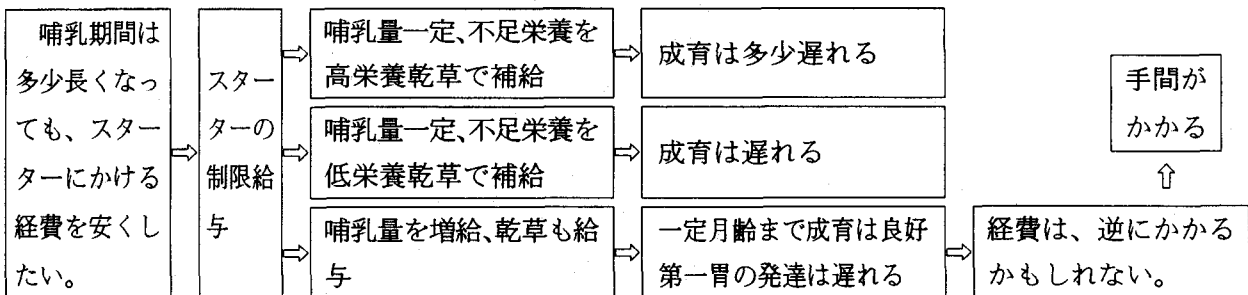 哺乳期間は
多少長くなっ
ても、スター
ターにかける
経費を安くし
たい。
⇨
スター
ターの
制限給
与
⇨
哺乳量一定、不足栄養を
高栄養乾草で補給
⇨
成育は多少遅れる
⇨
哺乳量一定、不足栄養を
低栄養乾草で補給
⇨
成育は遅れる
⇨
哺乳量を増給、乾草も給
与
⇨
一定月齢まで成育は良好
第一胃の発達は遅れる
⇨
経費は、逆にかかる
かもしれない。
⇧
手間が
かかる